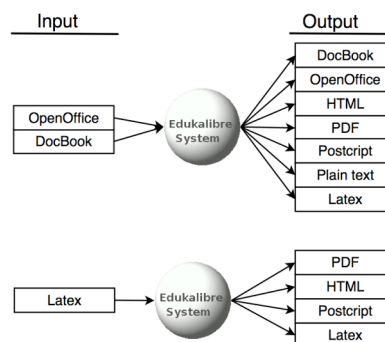 Input
Output
OpenOffice
DocBook
Edukalibre
System
DocBook
OpenOffice
HTML
PDF
Postcript
Plain text
Latex
Latex
Edukalibre
System
PDF
HTML
Postcript
Latex